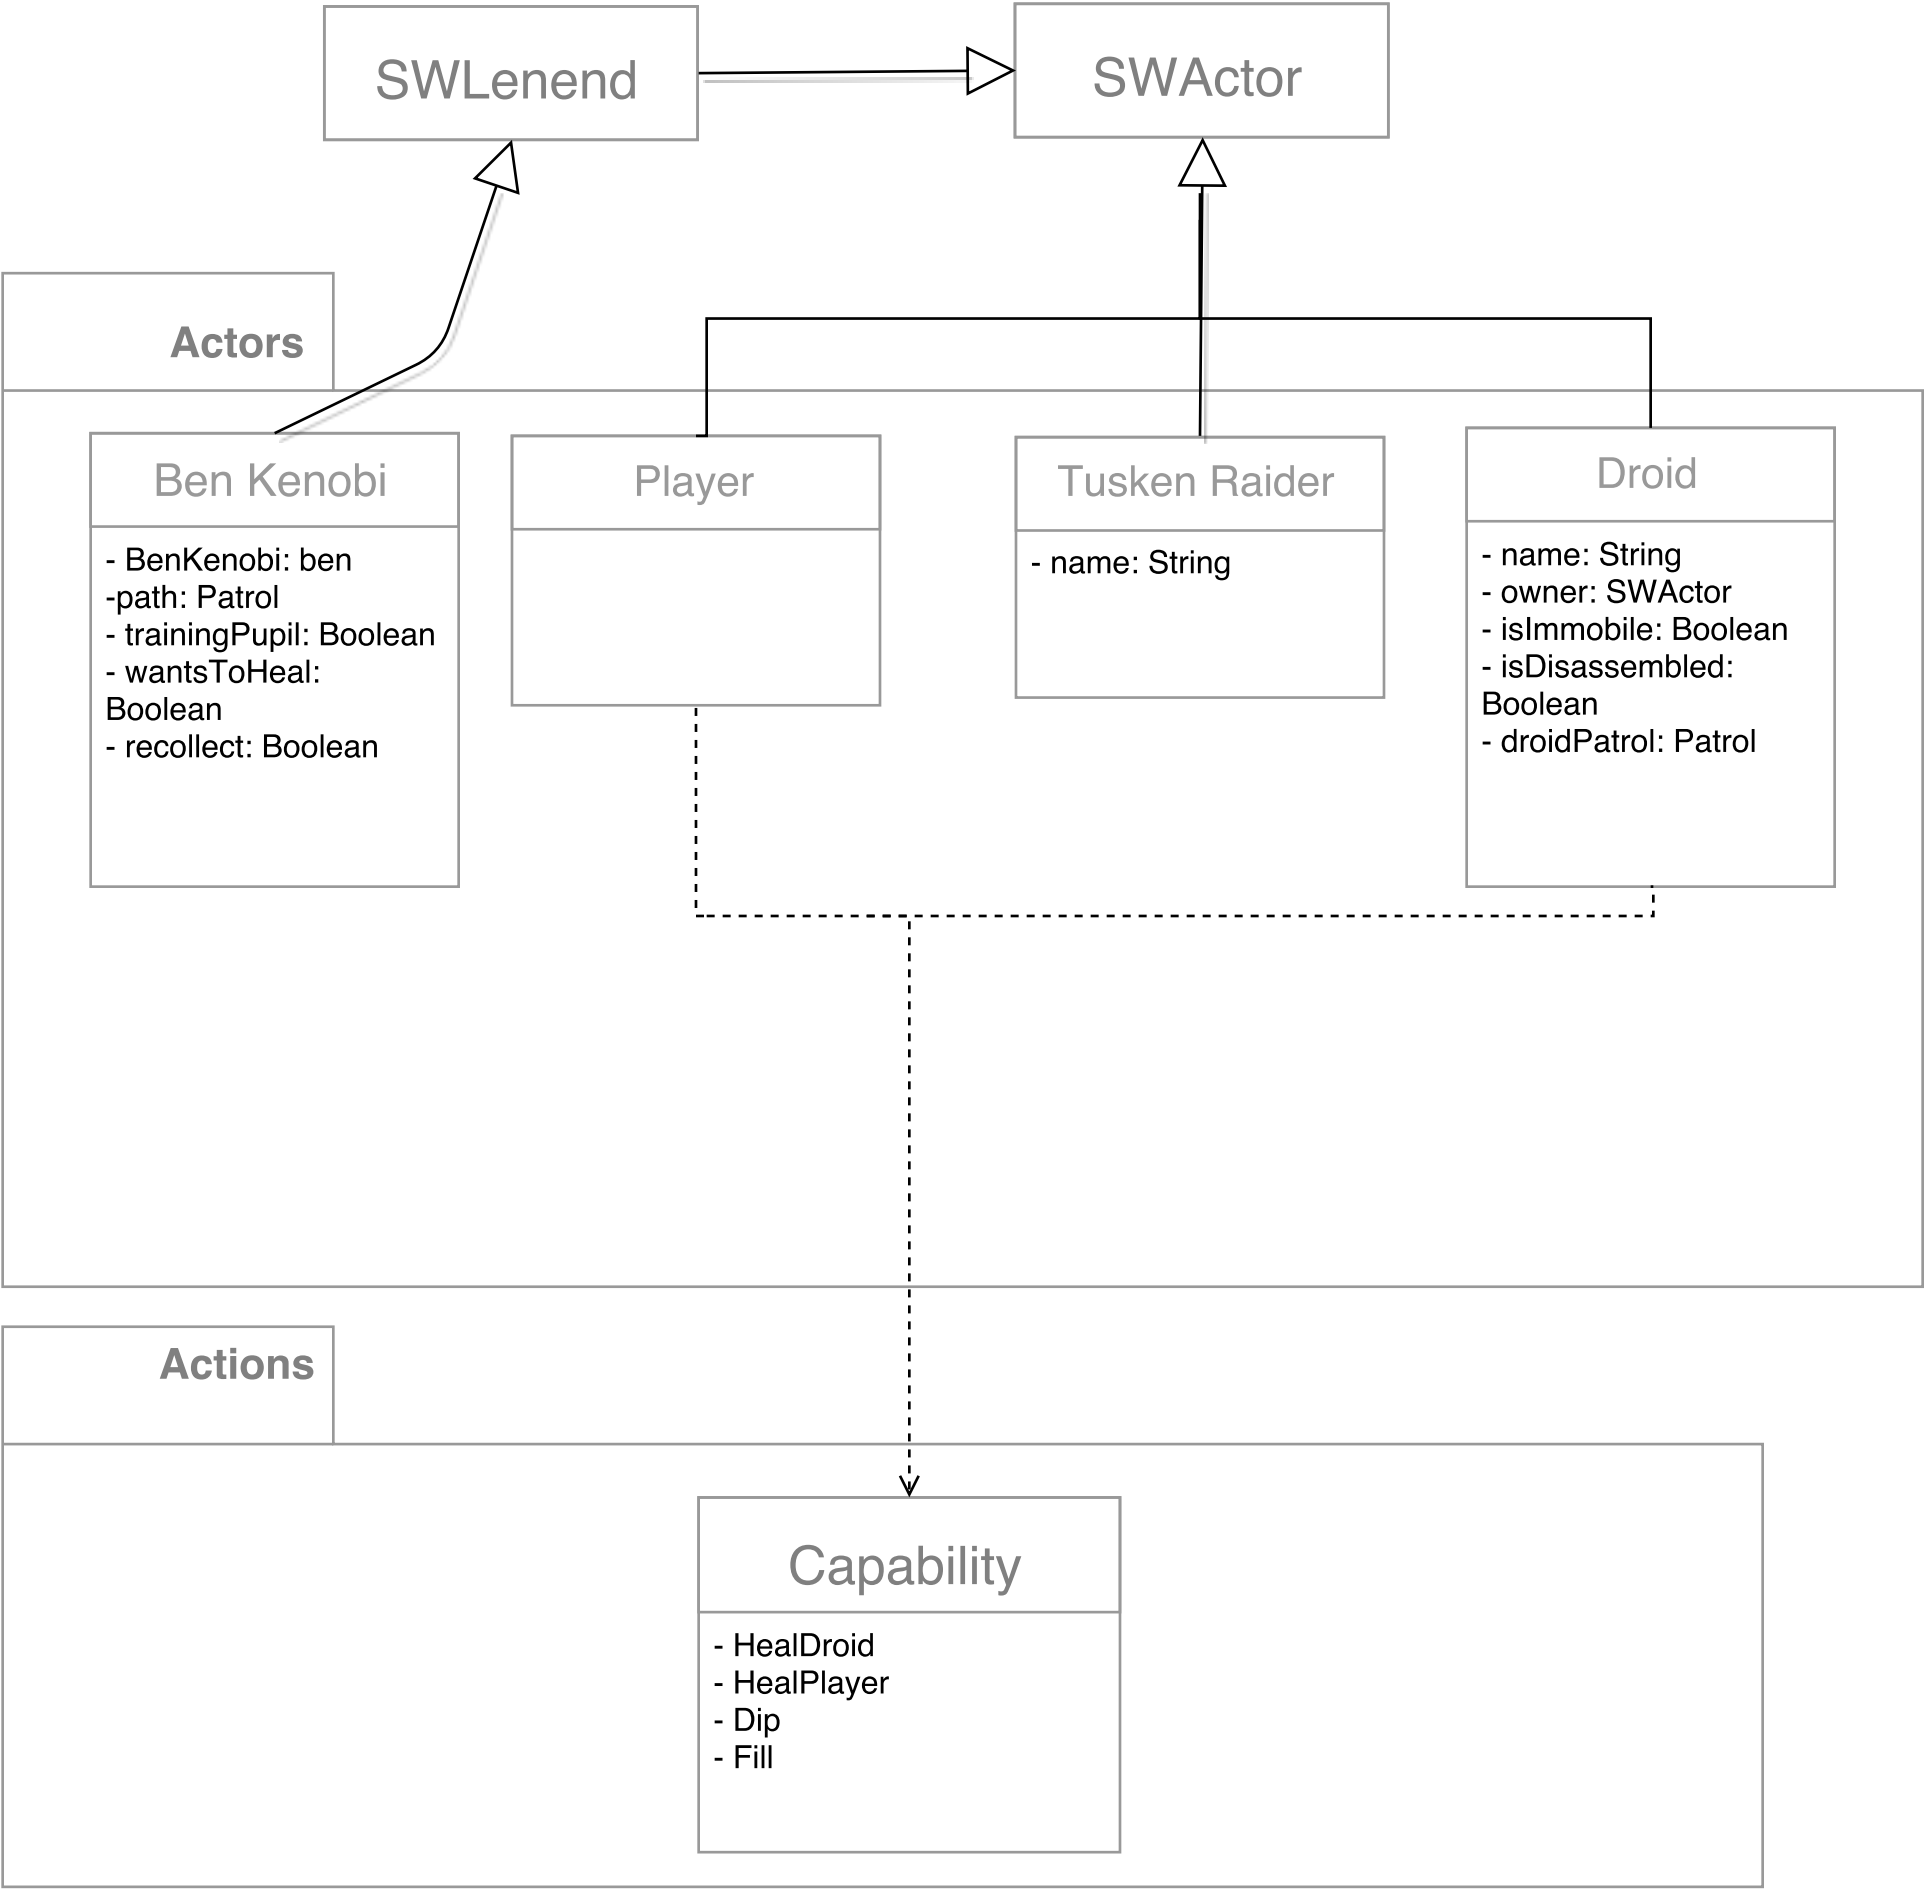 SWLenend
SWActor
Actors
Ben Kenobi
- BenKenobi: ben
-path: Patrol
- trainingPupil: Boolean
- wantsToHeal:
Boolean
- recollect: Boolean
Player
Tusken Raider
- name: String
Droid
- name: String
- owner: SWActor
- isImmobile: Boolean
- isDisassembled:
Boolean
- droidPatrol: Patrol
Actions
Capability
- HealDroid
- HealPlayer
- Dip
- Fill